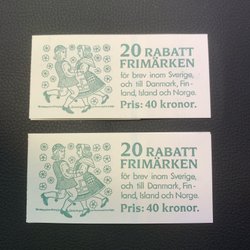 20 RABATT
FRIMÄRKEN
för brev inom Sverige,
och till Danmark, Fin-
land, Island och Norge.
Pris: 40 kronor.
20 RABATT
FRIMÄRKEN
för brev inom Sverige,
och till Danmark, Fin-
land, Island och Norge.
Pris: 40 kronor.